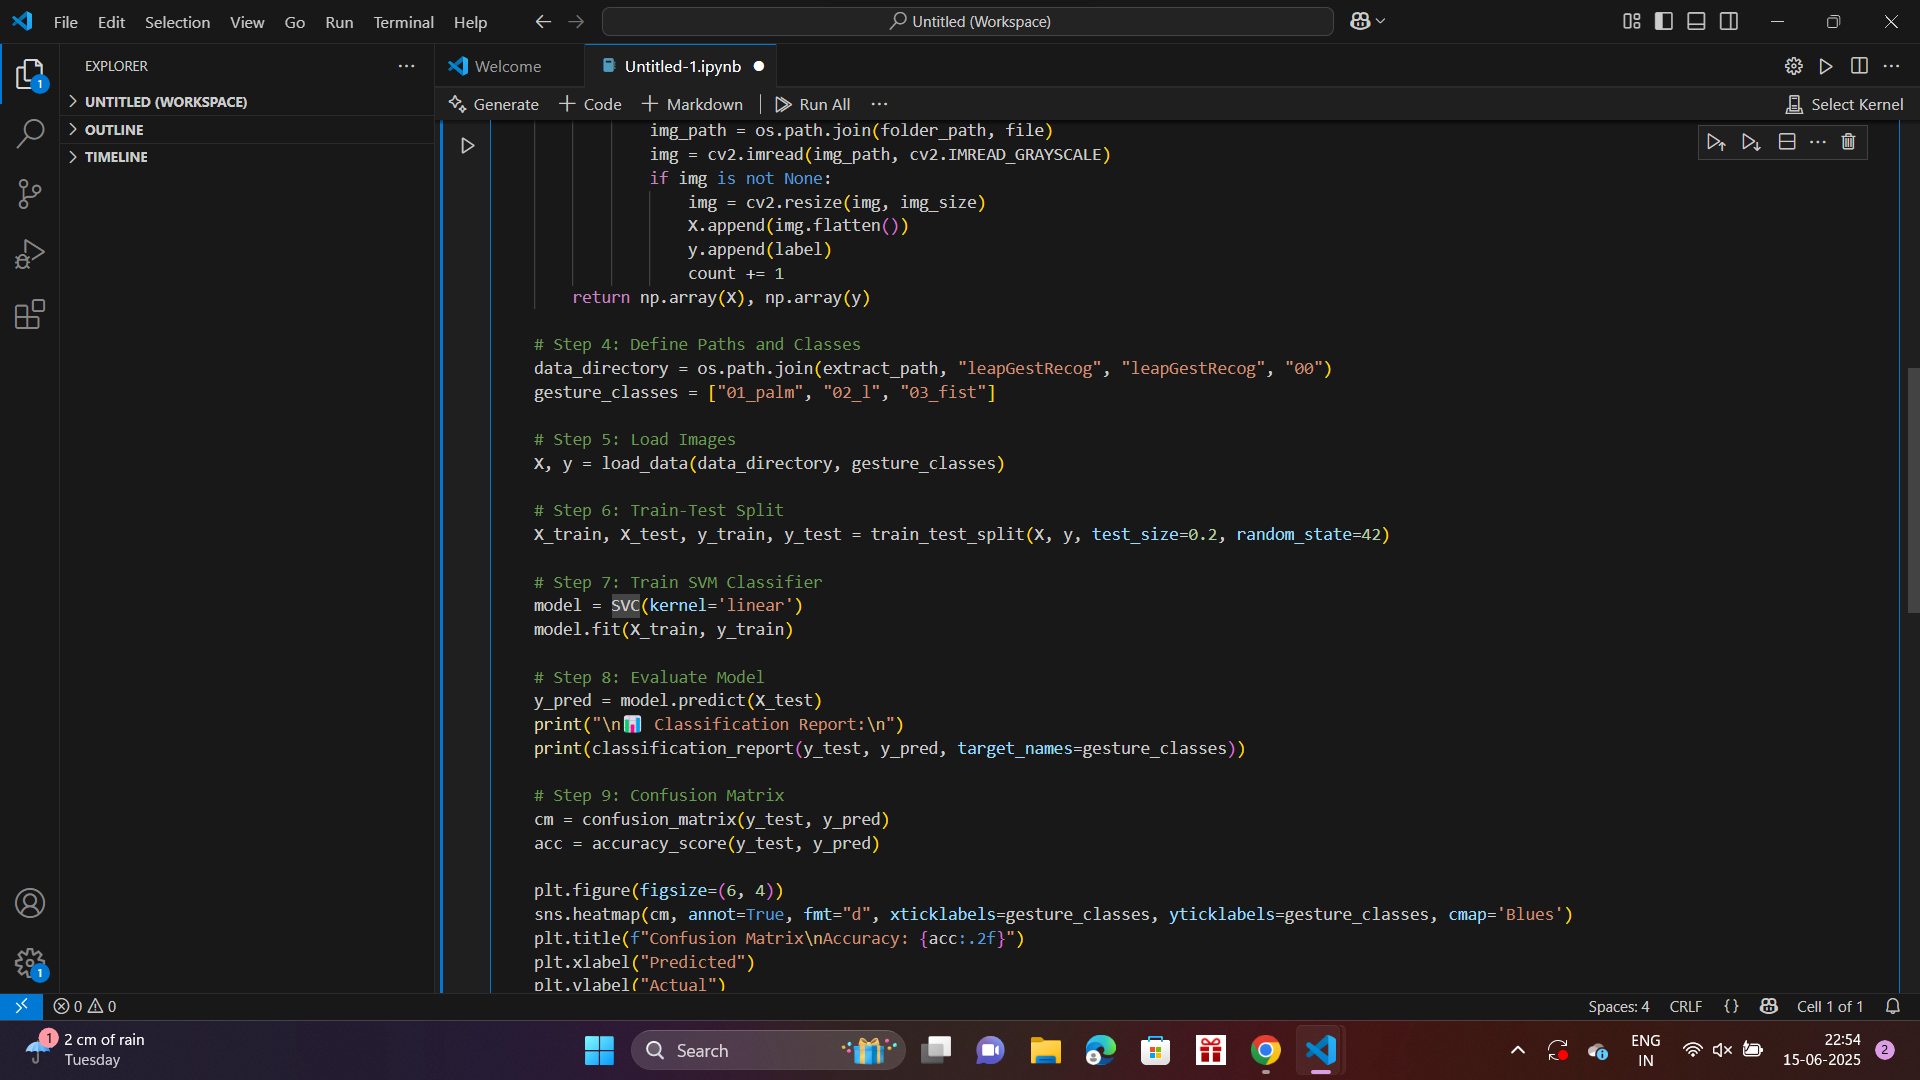 File Edit Selection View Go Run Terminal Help
Untitled (Workspace)
EXPLORER
Welcome
Untitled-1.ipynb
1
UNTITLED (WORKSPACE)
OUTLINE
TIMELINE
Generate
Code
Markdown
Run All
Select Kernel
img_path = os.path.join(folder_path, file)
img = cv2.imread(img_path, cv2.IMREAD_GRAYSCALE)
if img is not None:
img = cv2.resize(img, img_size)
X.append(img.flatten())
y.append(label)
count += 1
return np.array(X), np.array(y)
# Step 4: Define Paths and Classes
data_directory = os.path.join(extract_path, "leapGestRecog", "leapGestRecog", "00")
gesture_classes = ["01_palm", "02_l", "03_fist"]
# Step 5: Load Images
X, y = load_data(data_directory, gesture_classes)
# Step 6: Train-Test Split
X_train, X_test, y_train, y_test = train_test_split(X, y, test_size=0.2, random_state=42)
# Step 7: Train SVM Classifier
model = SVC(kernel='linear')
model.fit(X_train, y_train)
# Step 8: Evaluate Model
y_pred = model.predict(X_test)
print("\n📊 Classification Report:\n")
print(classification_report(y_test, y_pred, target_names=gesture_classes))
# Step 9: Confusion Matrix
cm = confusion_matrix(y_test, y_pred)
acc = accuracy_score(y_test, y_pred)
plt.figure(figsize=(6, 4))
sns.heatmap(cm, annot=True, fmt="d", xticklabels=gesture_classes, yticklabels=gesture_classes, cmap='Blues')
plt.title(f"Confusion Matrix\nAccuracy: {acc:.2f}")
plt.xlabel("Predicted")
plt.ylabel("Actual")
1
0 0
Spaces: 4 CRLF {} Cell 1 of 1
1
2 cm of rain
Tuesday
Search
ENG
IN
22:54
15-06-2025
2